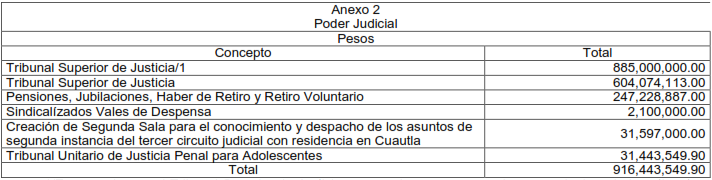 Anexo 2
Poder Judicial
Pesos
Concepto Total
Tribunal Superior de Justicia/1 885,000,000.00
Tribunal Superior de Justicia 604,074,113.00
Pensiones, Jubilaciones, Haber de Retiro y Retiro Voluntario 247,228,887.00
Sindicalízados Vales de Despensa 2,100,000.00
Creación de Segunda Sala para el conocimiento y despacho de los asuntos de
segunda instancia del tercer circuito judicial con residencia en Cuautla 31,597,000.00
Tribunal Unitario de Justicia Penal para Adolescentes 31,443,549.90
Total 916,443,549.90